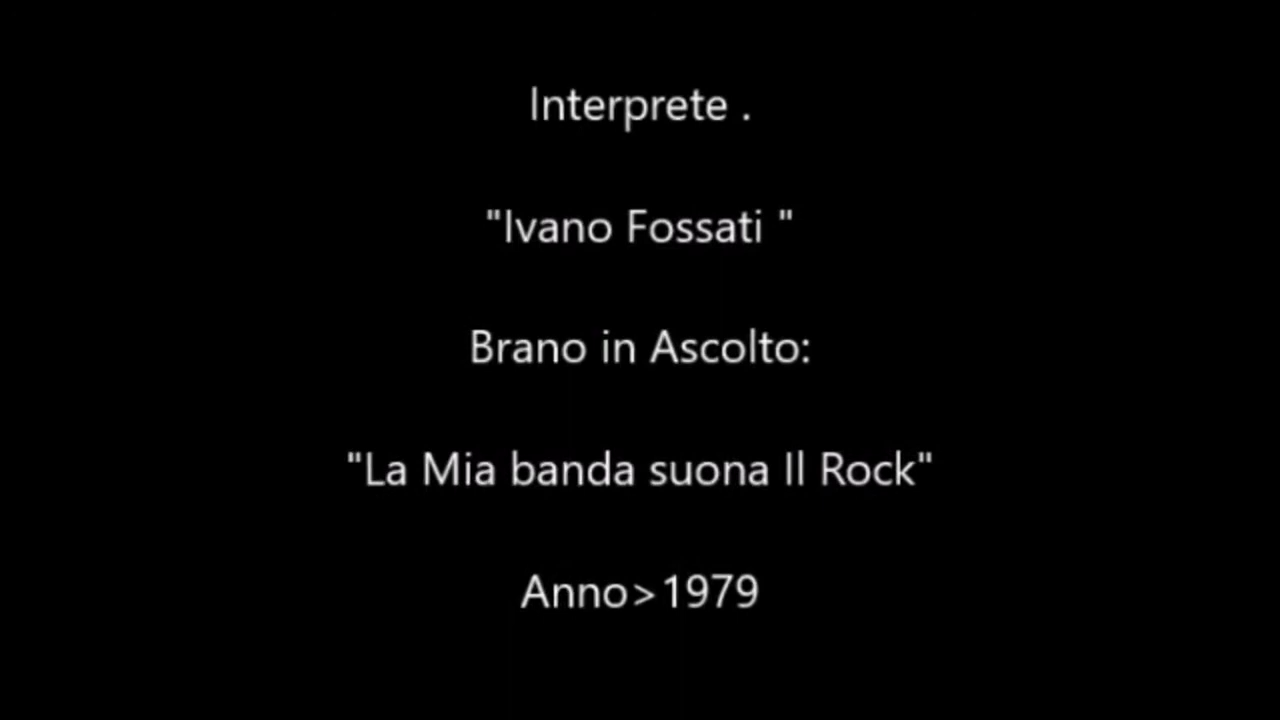 Interprete .
"Ivano Fossati "
Brano in Ascolto:
"La Mia banda suona Il Rock"
Anno>1979